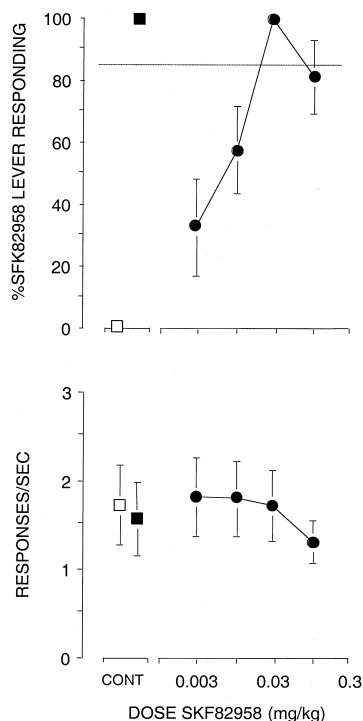 %SFK82958 LEVER RESPONDING
100
80
60
40
20
0
RESPONSES/SEC
3
2
1
0
CONT 0.003 0.03 0.3
DOSE SKF82958 (mg/kg)